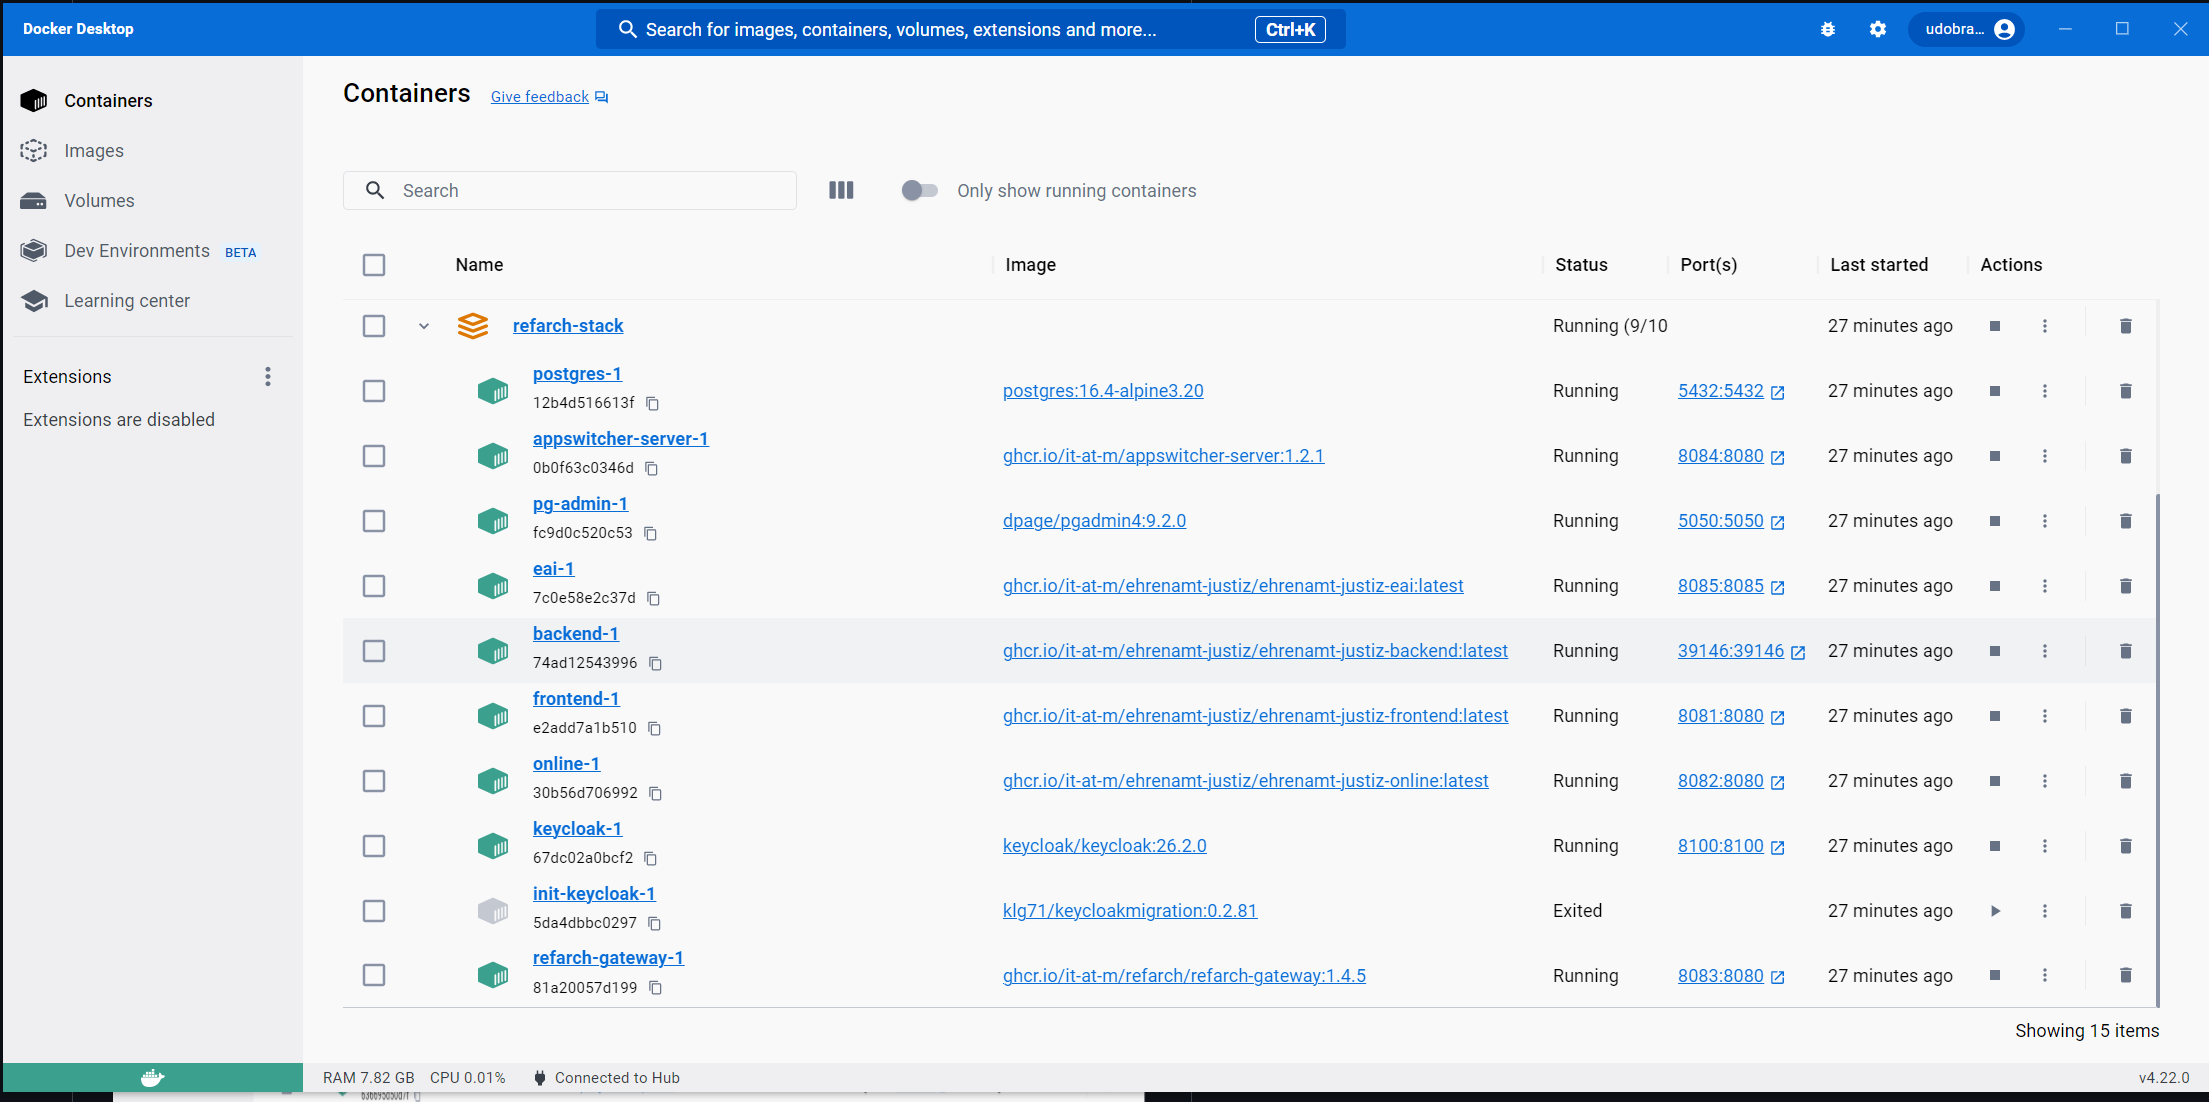 Docker Desktop
Search for images, containers, volumes, extensions and more...
Ctrl+K
udobra...
Containers
Images
Volumes
Dev Environments BETA
Learning center
Extensions
Extensions are disabled
Containers
Give feedback
Search
Only show running containers
Name Image Status Port(s) Last started Actions
refarch-stack Running (9/10 27 minutes ago
postgres-1
12b4d516613f
postgres:16.4-alpine3.20 Running 5432:5432 27 minutes ago
appswitcher-server-1
0b0f63c0346d
ghcr.io/it-at-m/appswitcher-server:1.2.1 Running 8084:8080 27 minutes ago
pg-admin-1
fc9d0c520c53
dpage/pgadmin4:9.2.0 Running 5050:5050 27 minutes ago
eai-1
7c0e58e2c37d
ghcr.io/it-at-m/ehrenamt-justiz/ehrenamt-justiz-eai:latest Running 8085:8085 27 minutes ago
backend-1
74ad12543996
ghcr.io/it-at-m/ehrenamt-justiz/ehrenamt-justiz-backend:latest Running 39146:39146 27 minutes ago
frontend-1
e2add7a1b510
ghcr.io/it-at-m/ehrenamt-justiz/ehrenamt-justiz-frontend:latest Running 8081:8080 27 minutes ago
online-1
30b56d706992
ghcr.io/it-at-m/ehrenamt-justiz/ehrenamt-justiz-online:latest Running 8082:8080 27 minutes ago
keycloak-1
67dc02a0bcf2
keycloak/keycloak:26.2.0 Running 8100:8100 27 minutes ago
init-keycloak-1
5da4dbbc0297
klg71/keycloakmigration:0.2.81 Exited 27 minutes ago
refarch-gateway-1
81a20057d199
ghcr.io/it-at-m/refarch/refarch-gateway:1.4.5 Running 8083:8080 27 minutes ago
Showing 15 items
RAM 7.82 GB CPU 0.01% Connected to Hub
v4.22.0